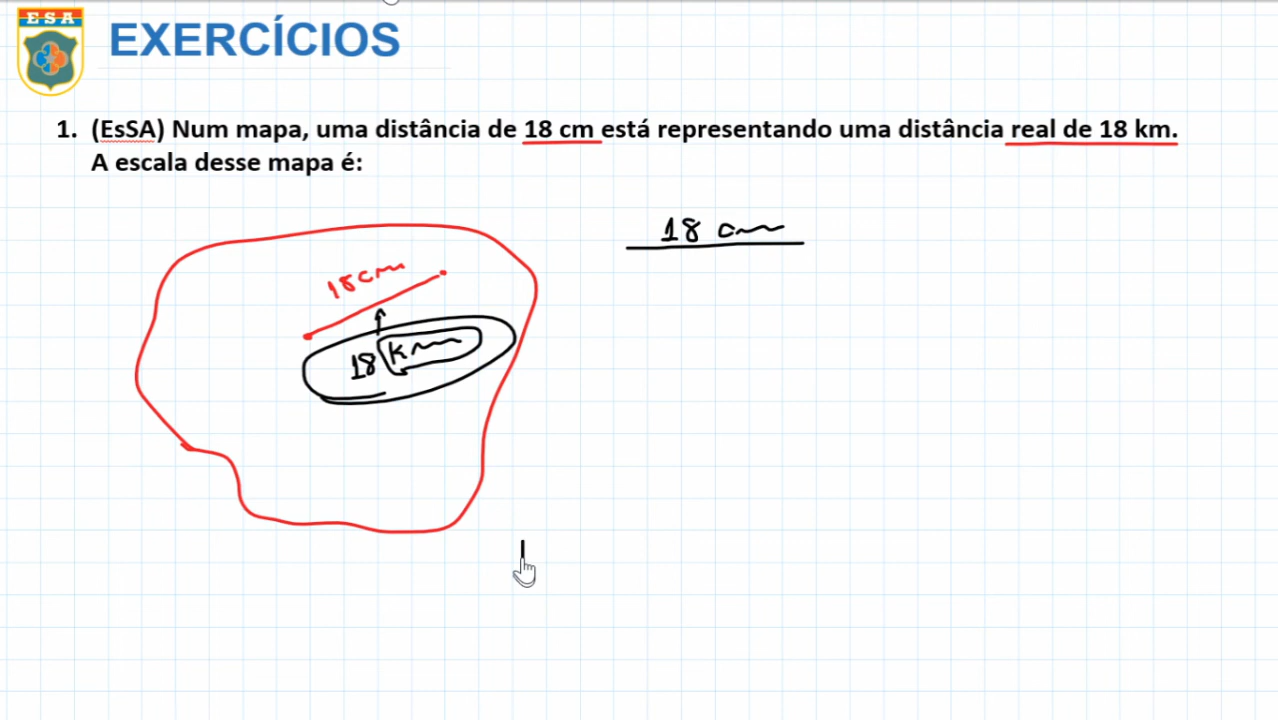 ESA
EXERCÍCIOS
1. (EsSA) Num mapa, uma distância de 18 cm está representando uma distância real de 18 km.
A escala desse mapa é:
18 cm
18 cm
18 km